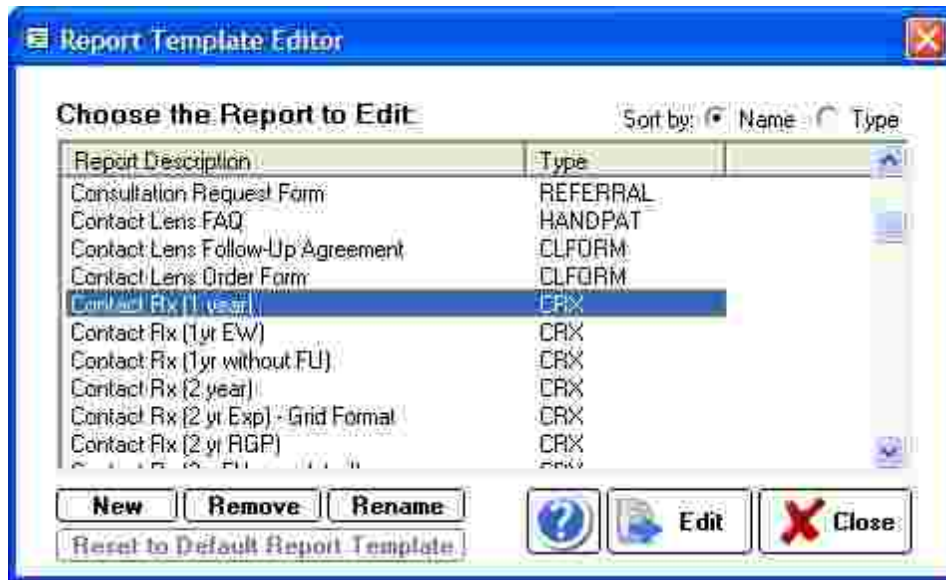 Report Template Editor
Choose the Report to Edit: Sort by: Name Type
Report Description Type
Consultation Request Form REFERRAL
Contact Lens FAQ HANDPAT
Contact Lens Follow-Up Agreement CLFORM
Contact Lens Order Form CLFORM
Contact Rx (1 year) CRX
Contact Rx (1yr EW) CRX
Contact Rx (1yr without FU) CRX
Contact Rx (2 year) CRX
Contact Rx (2 yr Exp) - Grid Format CRX
Contact Rx (2 yr RGP) CRX
New Remove Rename Edit Close
Reset to Default Report Template